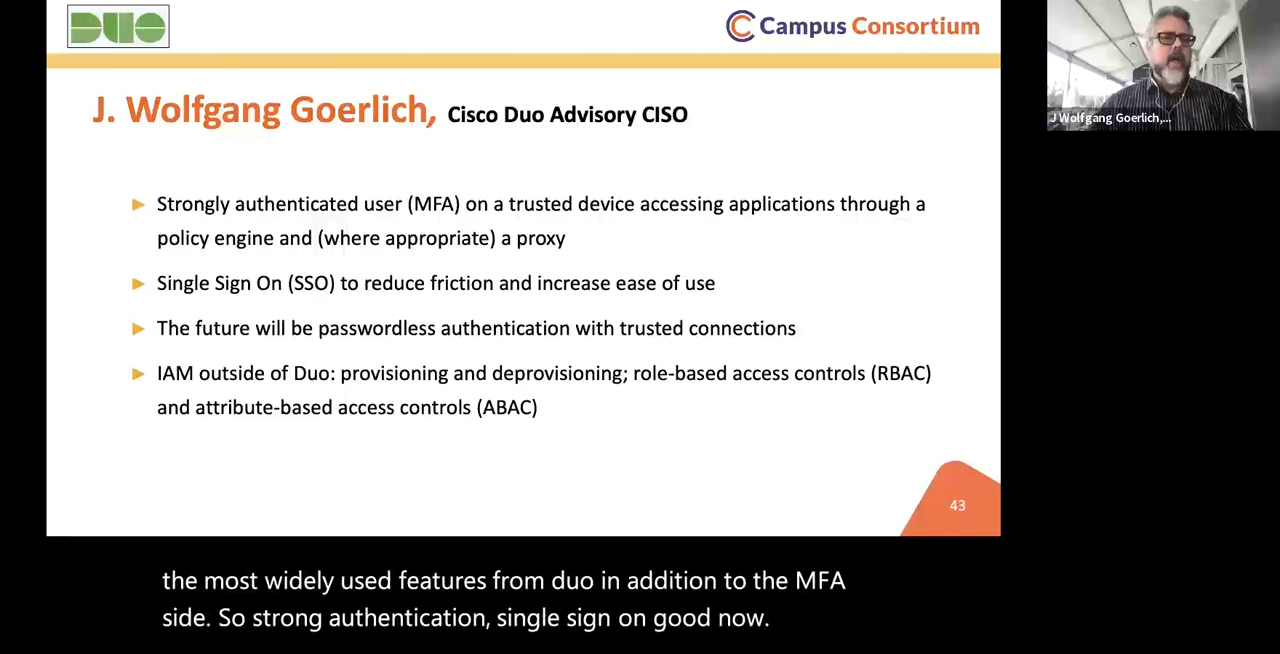 DUO
Campus Consortium
J. Wolfgang Goerlich, Cisco Duo Advisory CISO
Strongly authenticated user (MFA) on a trusted device accessing applications through a
policy engine and (where appropriate) a proxy
Single Sign On (SSO) to reduce friction and increase ease of use
The future will be passwordless authentication with trusted connections
IAM outside of Duo: provisioning and deprovisioning; role-based access controls (RBAC)
and attribute-based access controls (ABAC)
43
J Wolfgang Goerlich,...
the most widely used features from duo in addition to the MFA
side. So strong authentication, single sign on good now.